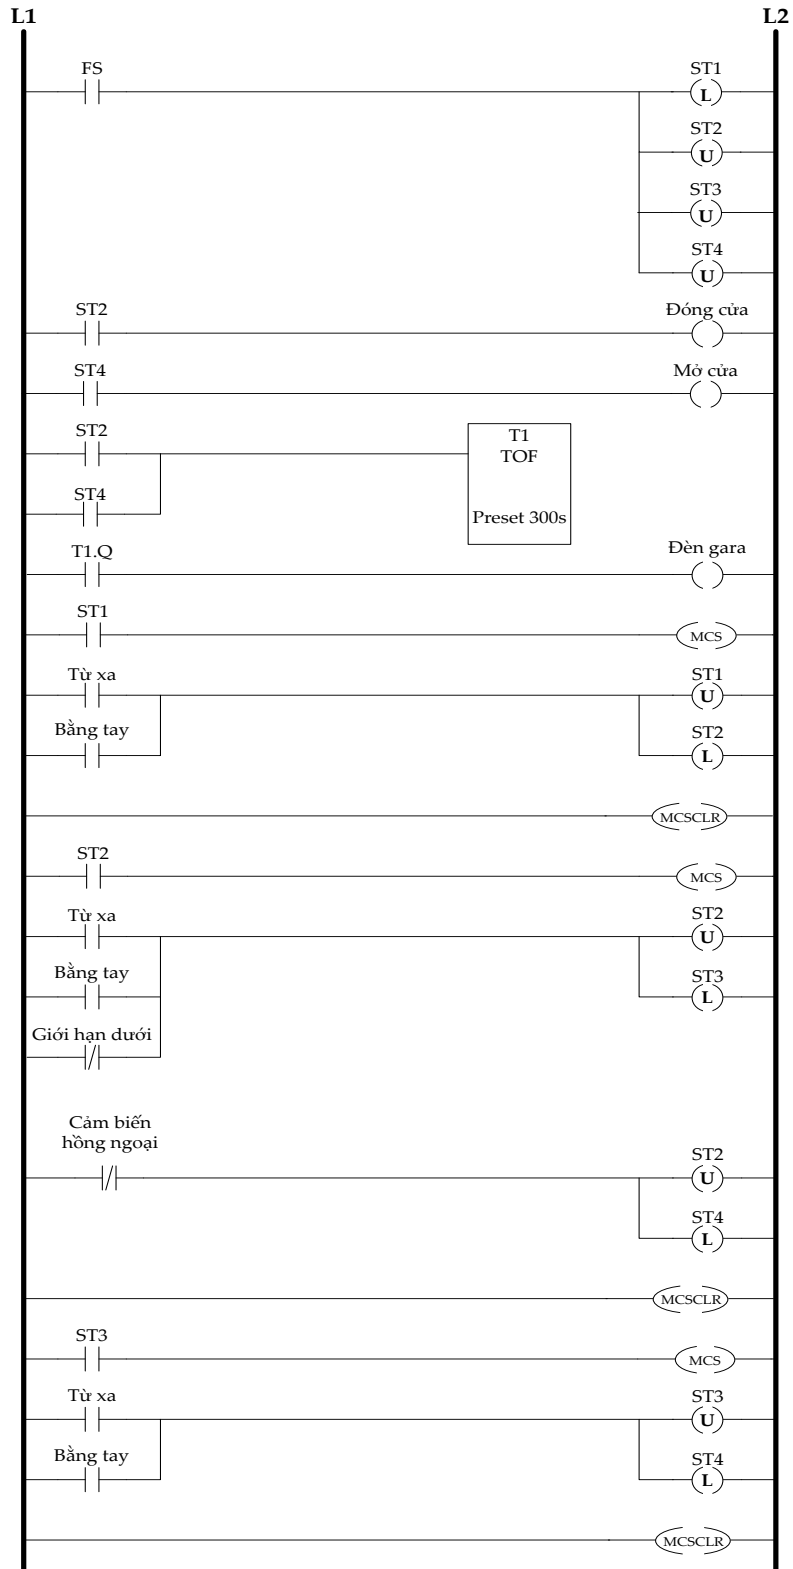 L1
L2
FS
ST1
L
ST2
U
ST3
U
ST4
U
ST2
Đóng cửa
ST4
Mở cửa
ST2
T1
TOF
ST4
Preset 300s
T1.Q
Đèn gara
ST1
MCS
Từ xa
ST1
U
Bằng tay
ST2
L
MCSCLR
ST2
MCS
Từ xa
ST2
U
Bằng tay
ST3
L
Giới hạn dưới
Cảm biến
hồng ngoại
ST2
U
ST4
L
MCSCLR
ST3
MCS
Từ xa
ST3
U
Bằng tay
ST4
L
MCSCLR